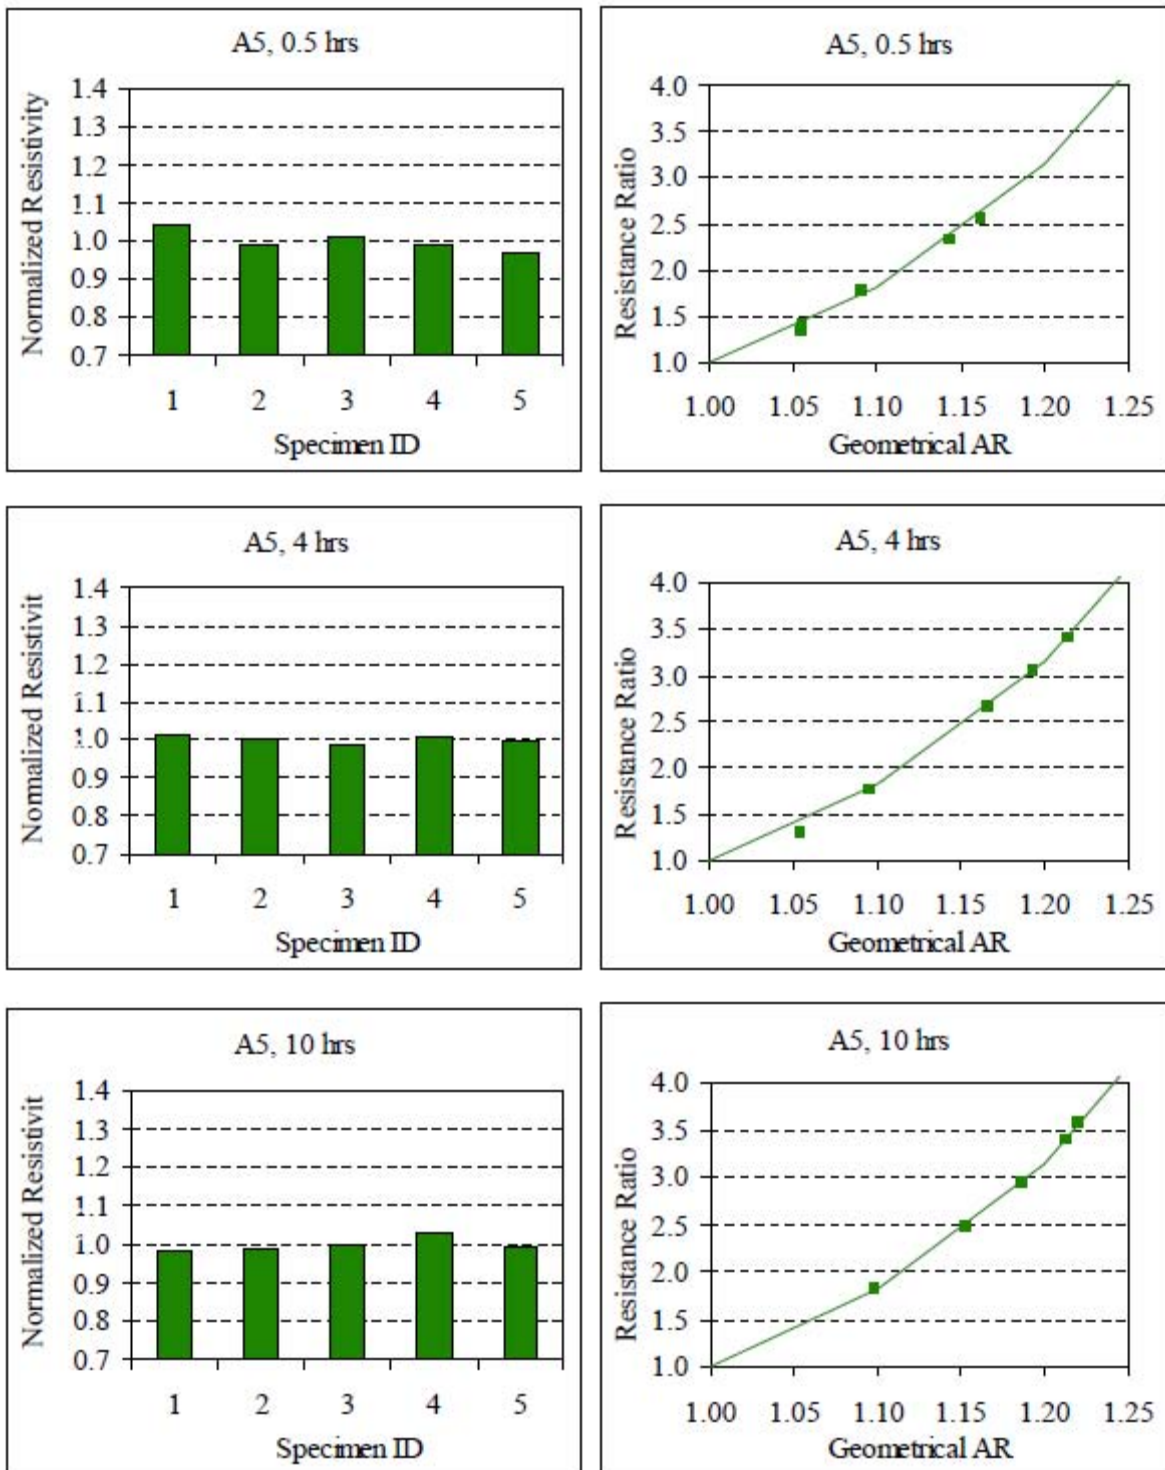 A5, 0.5 hrs
Normalized Resistivity
1.4
1.3
1.2
1.1
1.0
0.9
0.8
0.7
1 2 3 4 5
Specimen ID
A5, 0.5 hrs
Resistance Ratio
4.0
3.5
3.0
2.5
2.0
1.5
1.0
1.00 1.05 1.10 1.15 1.20 1.25
Geometrical AR
A5, 4 hrs
Normalized Resistivit
1.4
1.3
1.2
1.1
1.0
0.9
0.8
0.7
1 2 3 4 5
Specimen ID
A5, 4 hrs
Resistance Ratio
4.0
3.5
3.0
2.5
2.0
1.5
1.0
1.00 1.05 1.10 1.15 1.20 1.25
Geometrical AR
A5, 10 hrs
Normalized Resistivit
1.4
1.3
1.2
1.1
1.0
0.9
0.8
0.7
1 2 3 4 5
Specimen ID
A5, 10 hrs
Resistance Ratio
4.0
3.5
3.0
2.5
2.0
1.5
1.0
1.00 1.05 1.10 1.15 1.20 1.25
Geometrical AR